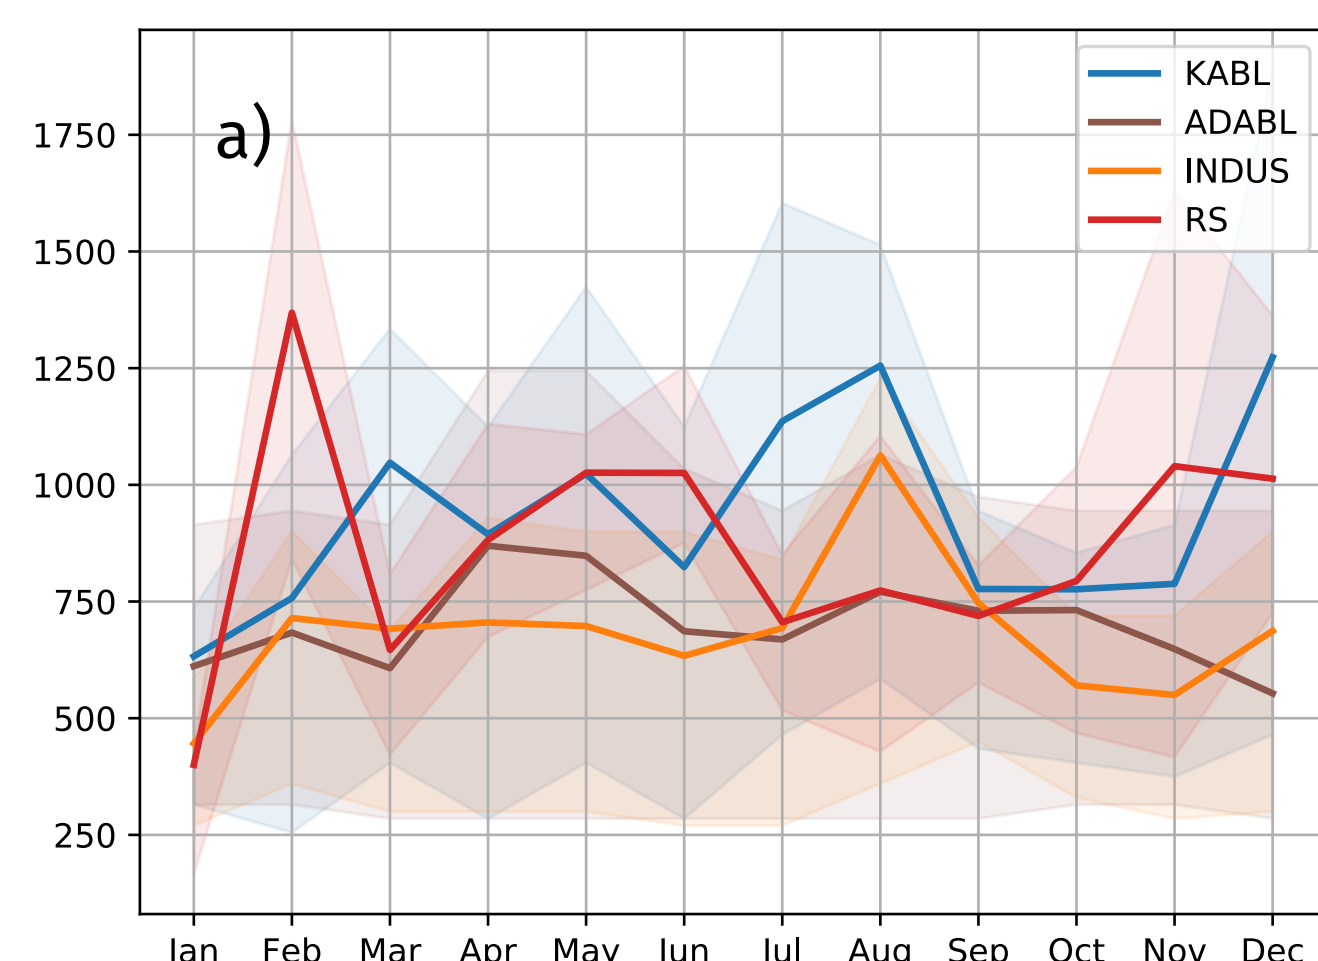 a)
KABL
ADABL
INDUS
RS
1750
1500
1250
1000
750
500
250
Jan Feb Mar Apr May Jun Jul Aug Sep Oct Nov Dec